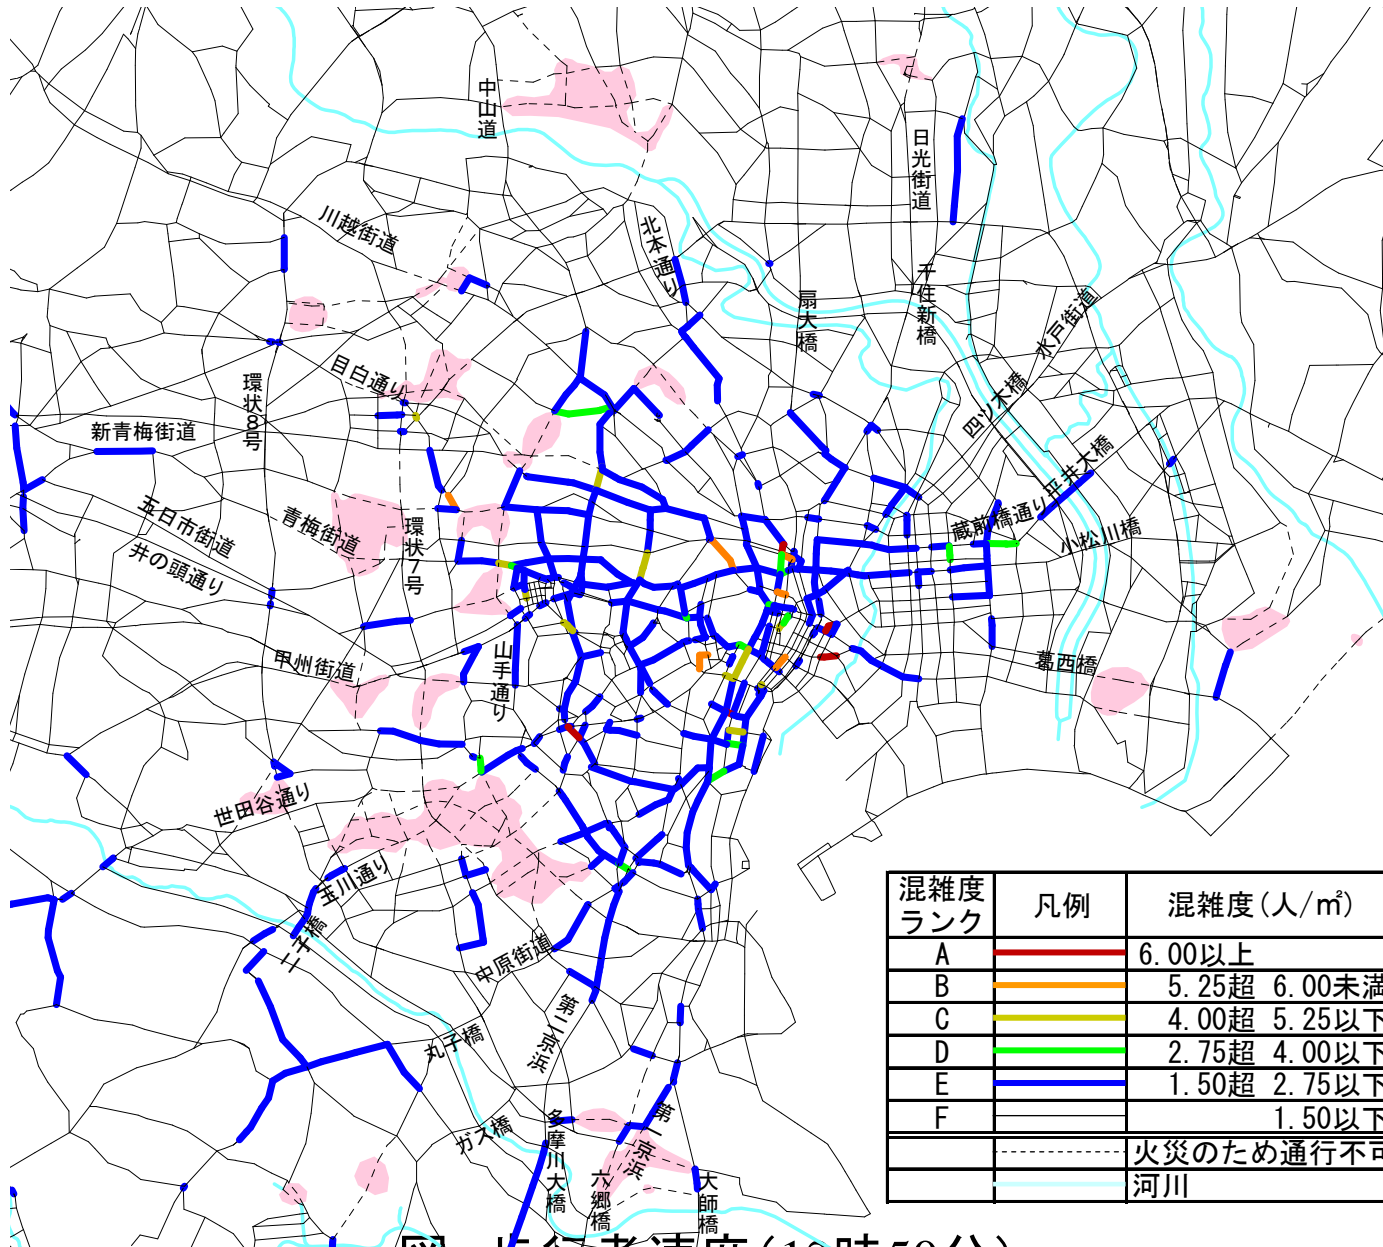 中山道
日光街道
川越街道
北本通り
千住新橋
扇大橋
水戸街道
目白通り
環状8号
四ツ木橋
新青梅街道
平井大橋
五日市街道
青梅街道
環状7号
蔵前橋通り
小松川橋
井の頭通り
甲州街道
山手通り
葛西橋
世田谷通り
玉川通り
二子橋
中原街道
第二京浜
丸子橋
ガス橋
多摩川大橋
第一京浜
六郷橋
大師橋
混雑度ランク 凡例 混雑度(人/㎡)
A 6.00以上
B 5.25超 6.00未満
C 4.00超 5.25以下
D 2.75超 4.00以下
E 1.50超 2.75以下
F 1.50以下
火災のため通行不可
河川